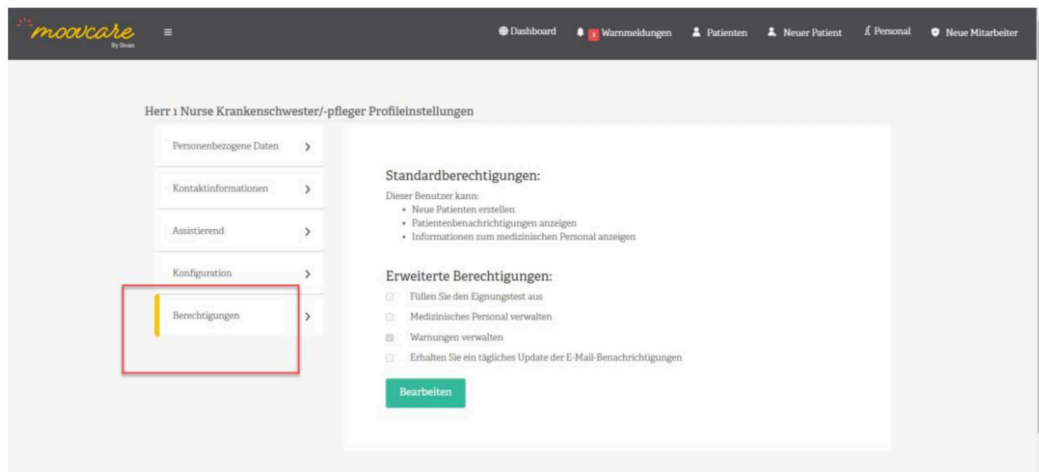 moovcare
By Sivan
Dashboard
1 Warnmeldungen
Patienten
Neuer Patient
Personal
Neue Mitarbeiter
Herr 1 Nurse Krankenschwester/-pfleger Profileinstellungen
Personenbezogene Daten
Kontaktinformationen
Assistierend
Konfiguration
Berechtigungen
Standardberechtigungen:
Dieser Benutzer kann:
• Neue Patienten erstellen
• Patientenbenachrichtigungen anzeigen
• Informationen zum medizinischen Personal anzeigen
Erweiterte Berechtigungen:
Füllen Sie den Eignungstest aus
Medizinisches Personal verwalten
Warnungen verwalten
Erhalten Sie ein tägliches Update der E-Mail-Benachrichtigungen
Bearbeiten